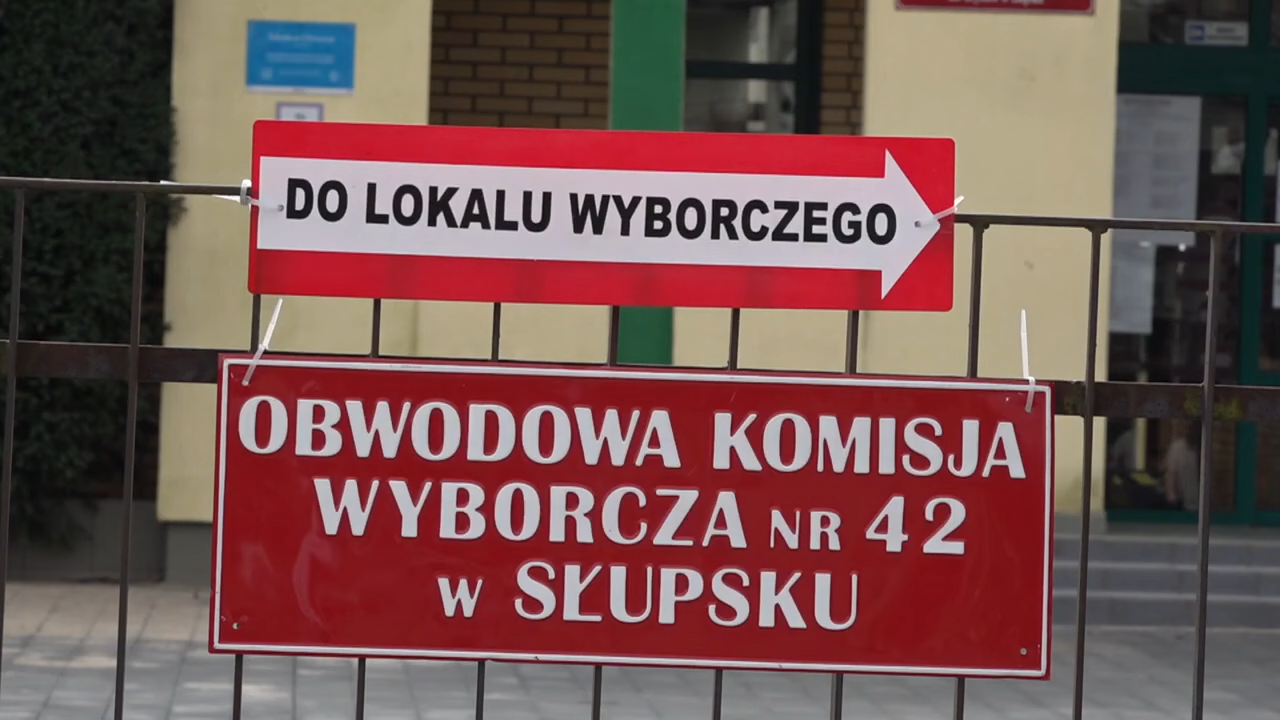 DO LOKALU WYBORCZEGO
OBWODOWA KOMISJA
WYBORCZA NR 42
W SŁUPSKU